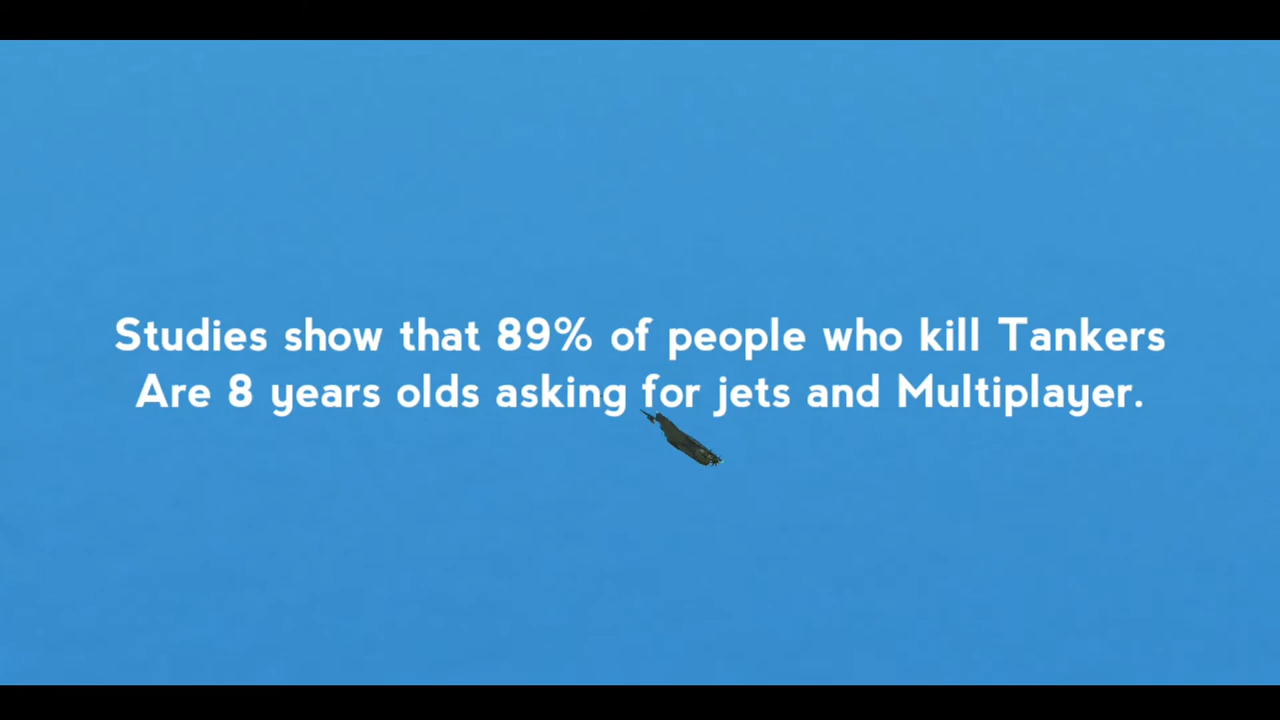 Studies show that 89% of people who kill Tankers
Are 8 years olds asking for jets and Multiplayer.